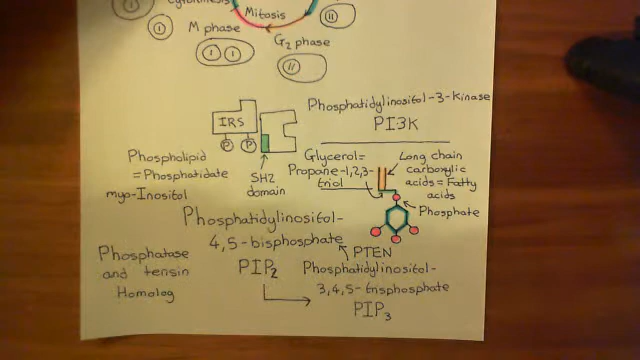 Cytokinesis
Mitosis
M phase
G2 phase
IRS
P P
SH2
domain
Phosphatidylinositol-3-kinase
PI3K
Phospholipid
= Phosphatidate
myo-Inositol
Glycerol=
Propane-1,2,3-
triol
Long chain
carboxylic
acids = Fatty
acids
Phosphate
Phosphatidylinositol-
4,5-bisphosphate
PIP2
PTEN
Phosphatase
and tensin
Homolog
Phosphatidylinositol-
3,4,5-trisphosphate
PIP3